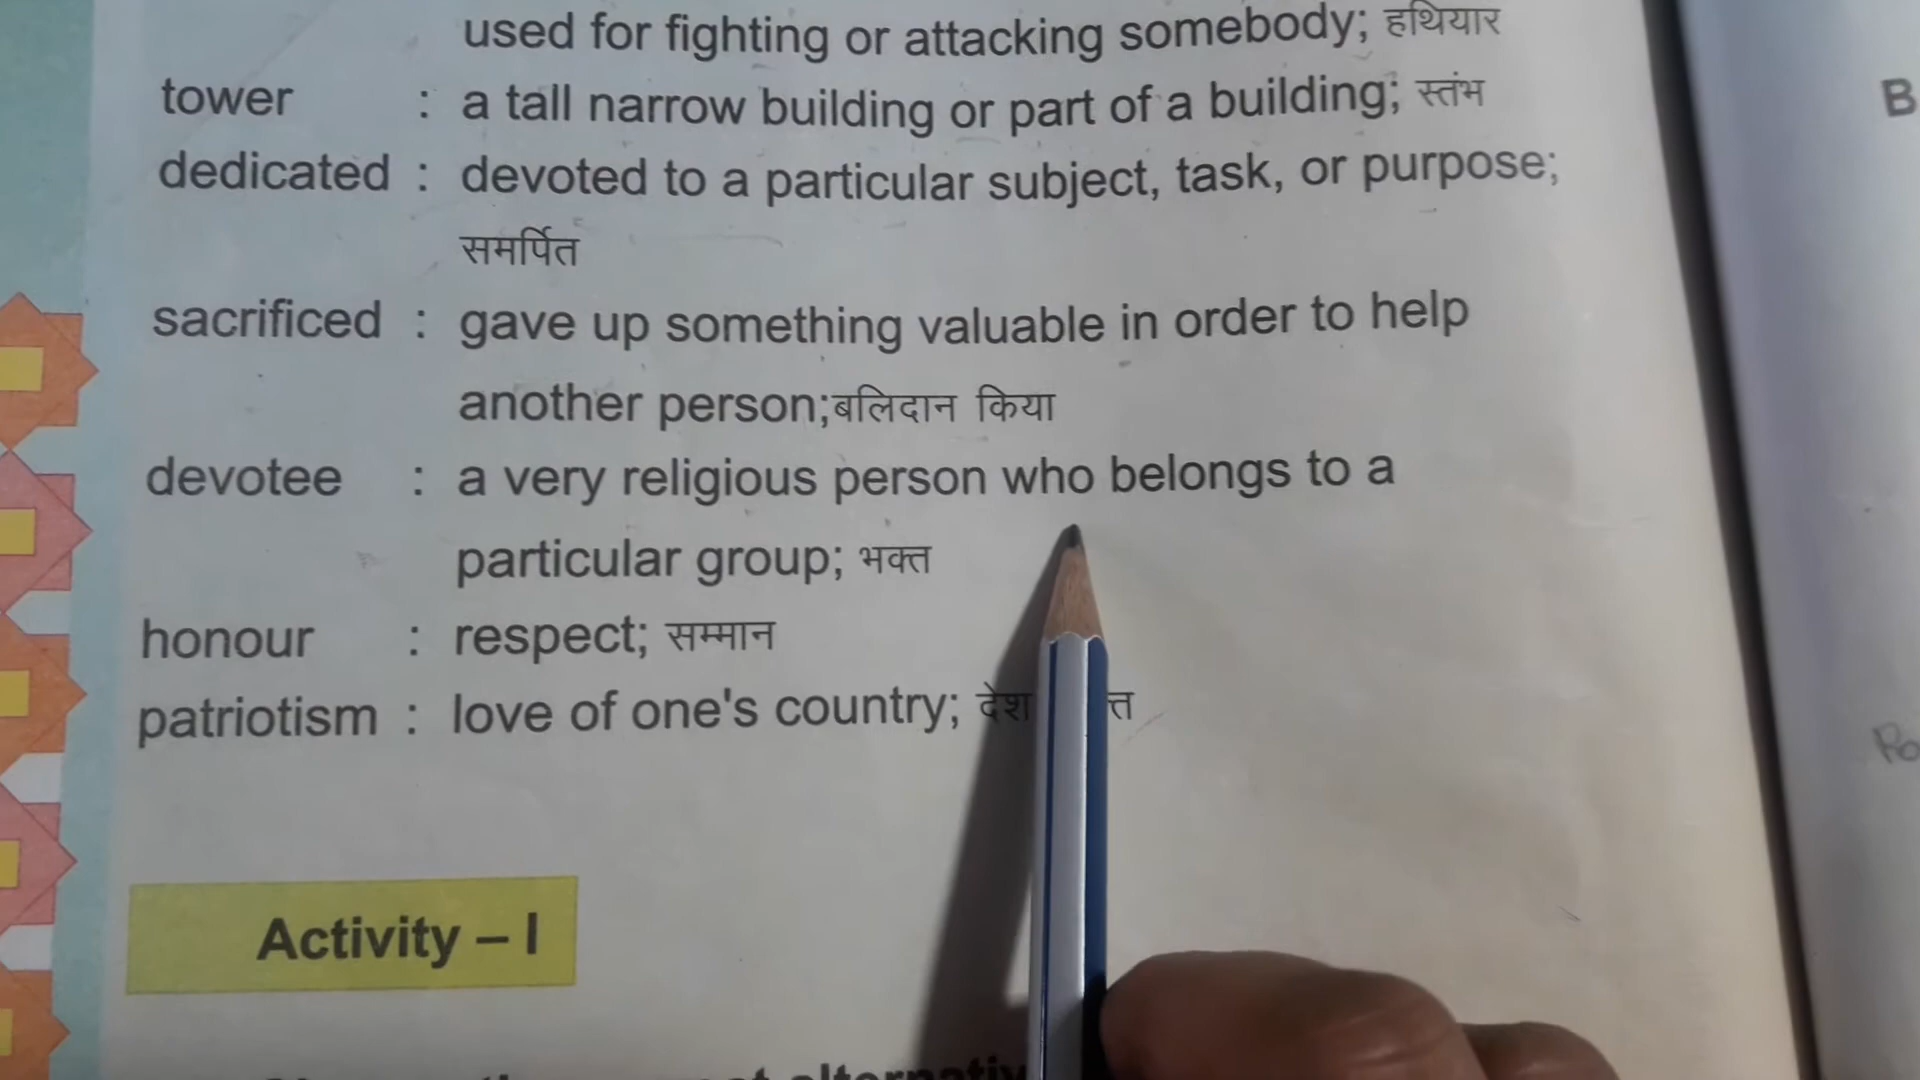 used for fighting or attacking somebody; हथियार
tower : a tall narrow building or part of a building; स्तंभ
dedicated : devoted to a particular subject, task, or purpose;
समर्पित
sacrificed : gave up something valuable in order to help
another person;बलिदान किया
devotee : a very religious person who belongs to a
particular group; भक्त
honour : respect; सम्मान
patriotism : love of one's country; देश
Activity – I
B